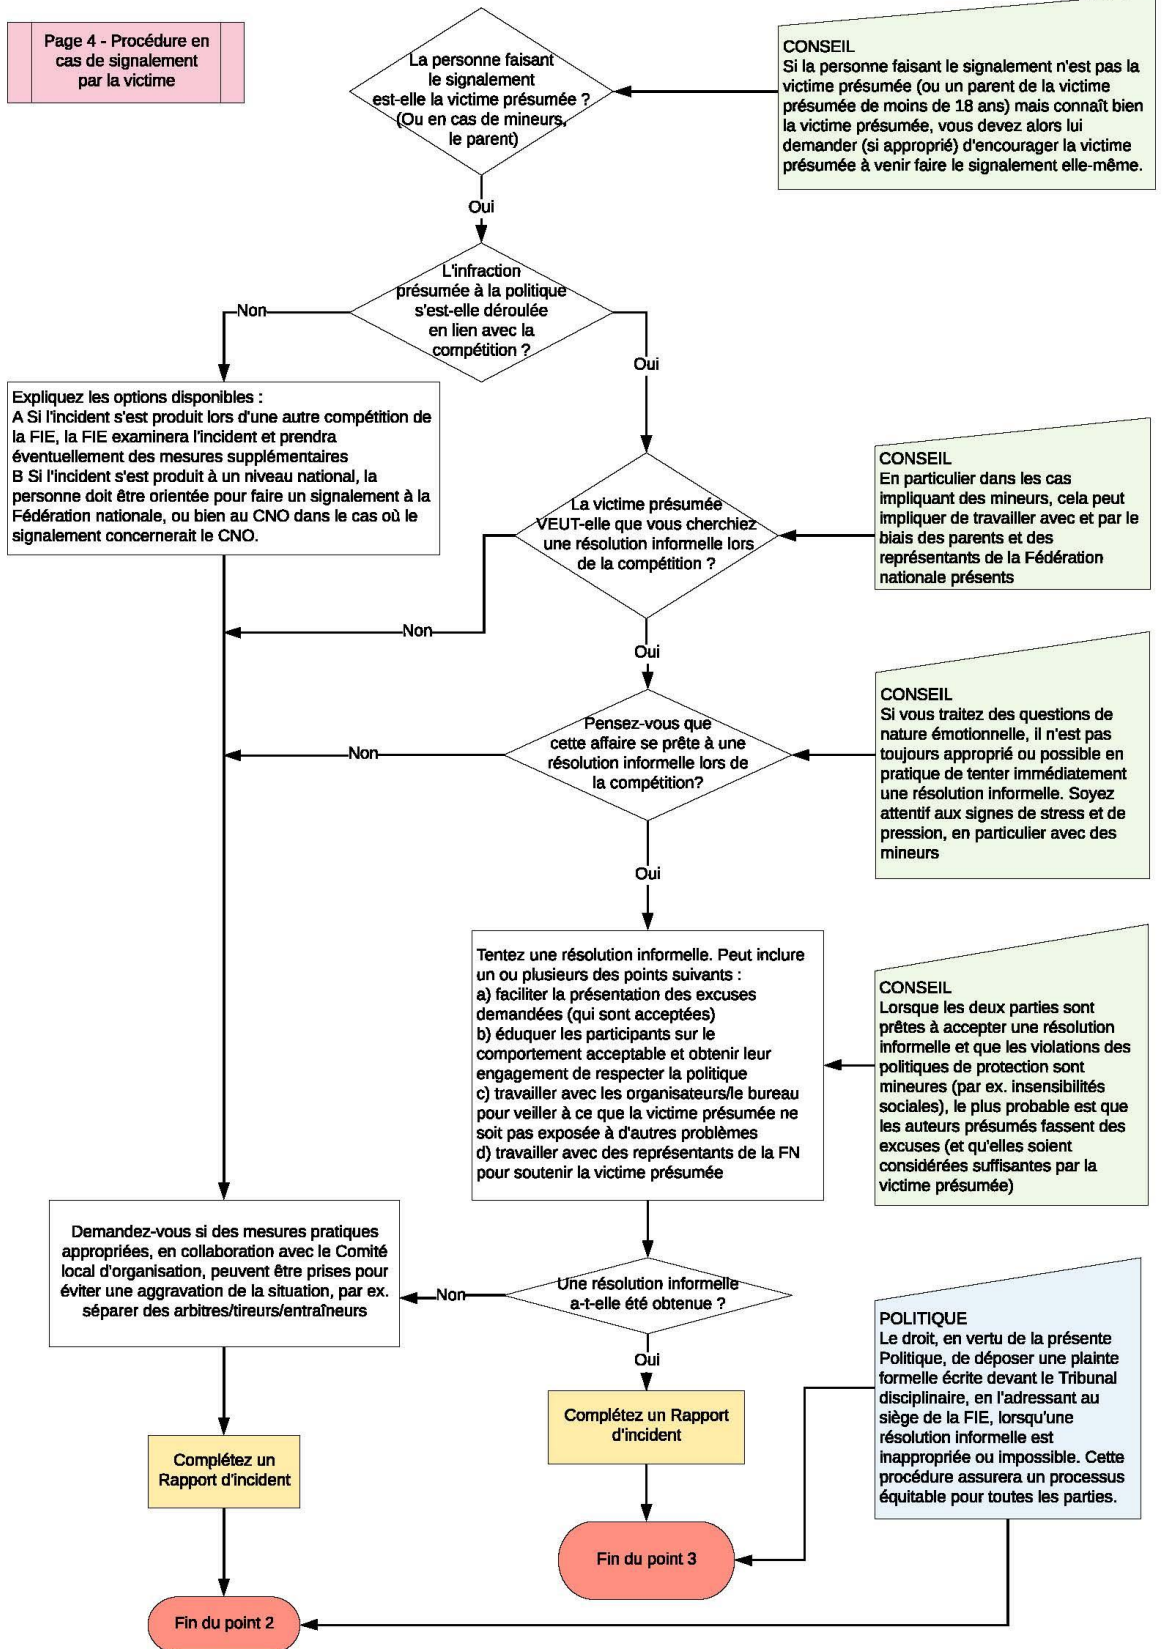 Page 4 - Procédure en
cas de signalement
par la victime
La personne faisant
le signalement
est-elle la victime présumée ?
(Ou en cas de mineurs,
le parent)
CONSEIL
Si la personne faisant le signalement n'est pas la
victime présumée (ou un parent de la victime
présumée de moins de 18 ans) mais connaît bien
la victime présumée, vous devez alors lui
demander (si approprié) d'encourager la victime
présumée à venir faire le signalement elle-même.
Oui
L'infraction
présumée à la politique
s'est-elle déroulée
en lien avec la
compétition ?
Non
Oui
Expliquez les options disponibles :
A Si l'incident s'est produit lors d'une autre compétition de
la FIE, la FIE examinera l'incident et prendra
éventuellement des mesures supplémentaires
B Si l'incident s'est produit à un niveau national, la
personne doit être orientée pour faire un signalement à la
Fédération nationale, ou bien au CNO dans le cas où le
signalement concernerait le CNO.
La victime présumée
VEUT-elle que vous cherchiez
une résolution informelle lors
de la compétition ?
CONSEIL
En particulier dans les cas
impliquant des mineurs, cela peut
impliquer de travailler avec et par le
biais des parents et des
représentants de la Fédération
nationale présents
Non
Oui
Pensez-vous que
cette affaire se prête à une
résolution informelle lors de
la compétition?
Non
CONSEIL
Si vous traitez des questions de
nature émotionnelle, il n'est pas
toujours approprié ou possible en
pratique de tenter immédiatement
une résolution informelle. Soyez
attentif aux signes de stress et de
pression, en particulier avec des
mineurs
Oui
Tentez une résolution informelle. Peut inclure
un ou plusieurs des points suivants :
a) faciliter la présentation des excuses
demandées (qui sont acceptées)
b) éduquer les participants sur le
comportement acceptable et obtenir leur
engagement de respecter la politique
c) travailler avec les organisateurs/le bureau
pour veiller à ce que la victime présumée ne
soit pas exposée à d'autres problèmes
d) travailler avec des représentants de la FN
pour soutenir la victime présumée
CONSEIL
Lorsque les deux parties sont
prêtes à accepter une résolution
informelle et que les violations des
politiques de protection sont
mineures (par ex. insensibilités
sociales), le plus probable est que
les auteurs présumés fassent des
excuses (et qu'elles soient
considérées suffisantes par la
victime présumée)
Demandez-vous si des mesures pratiques
appropriées, en collaboration avec le Comité
local d'organisation, peuvent être prises pour
éviter une aggravation de la situation, par ex.
séparer des arbitres/tireurs/entraîneurs
Non
Une résolution informelle
a-t-elle été obtenue ?
Oui
POLITIQUE
Le droit, en vertu de la présente
Politique, de déposer une plainte
formelle écrite devant le Tribunal
disciplinaire, en l'adressant au
siège de la FIE, lorsqu'une
résolution informelle est
inappropriée ou impossible. Cette
procédure assurera un processus
équitable pour toutes les parties.
Complétez un Rapport
d'incident
Complétez un
Rapport d'incident
Fin du point 3
Fin du point 2